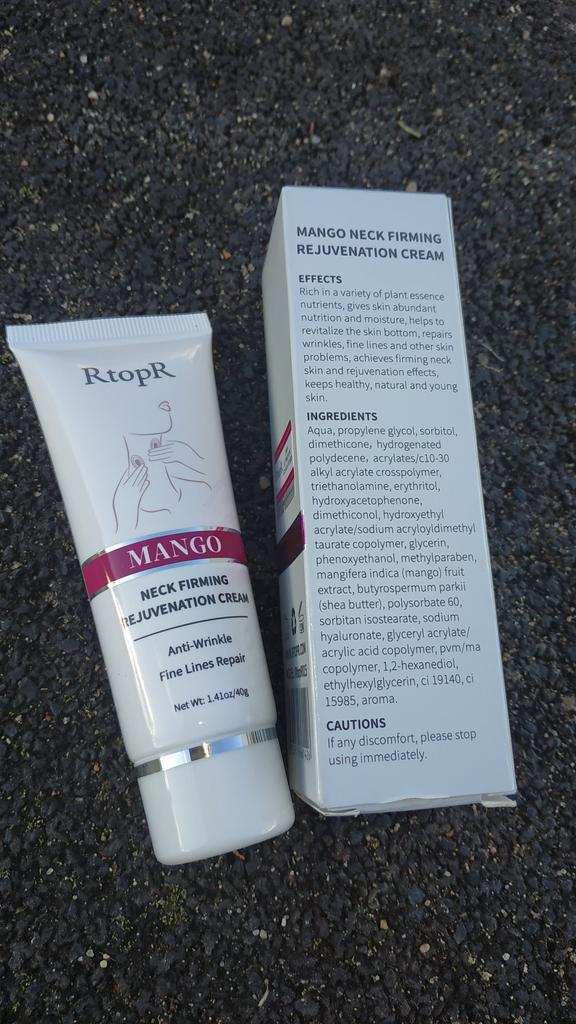 RtopR
MANGO
NECK FIRMING
REJUVENATION CREAM
Anti-Wrinkle
Fine Lines Repair
Net Wt: 1.41oz/40g
MANGO NECK FIRMING
REJUVENATION CREAM
EFFECTS
Rich in a variety of plant essence
nutrients, gives skin abundant
nutrition and moisture, helps to
revitalize the skin bottom, repairs
wrinkles, fine lines and other skin
problems, achieves firming neck
skin and rejuvenation effects,
keeps healthy, natural and young
skin.
INGREDIENTS
Aqua, propylene glycol, sorbitol,
dimethicone, hydrogenated
polydecene, acrylates/c10-30
alkyl acrylate crosspolymer,
triethanolamine, erythritol,
hydroxyacetophenone,
dimethiconol, hydroxyethyl
acrylate/sodium acryloyldimethyl
taurate copolymer, glycerin,
phenoxyethanol, methylparaben,
mangifera indica (mango) fruit
extract, butyrospermum parkii
(shea butter), polysorbate 60,
sorbitan isostearate, sodium
hyaluronate, glyceryl acrylate/
acrylic acid copolymer, pvm/ma
copolymer, 1,2-hexanediol,
ethylhexylglycerin, ci 19140, ci
15985, aroma.
CAUTIONS
If any discomfort, please stop
using immediately.